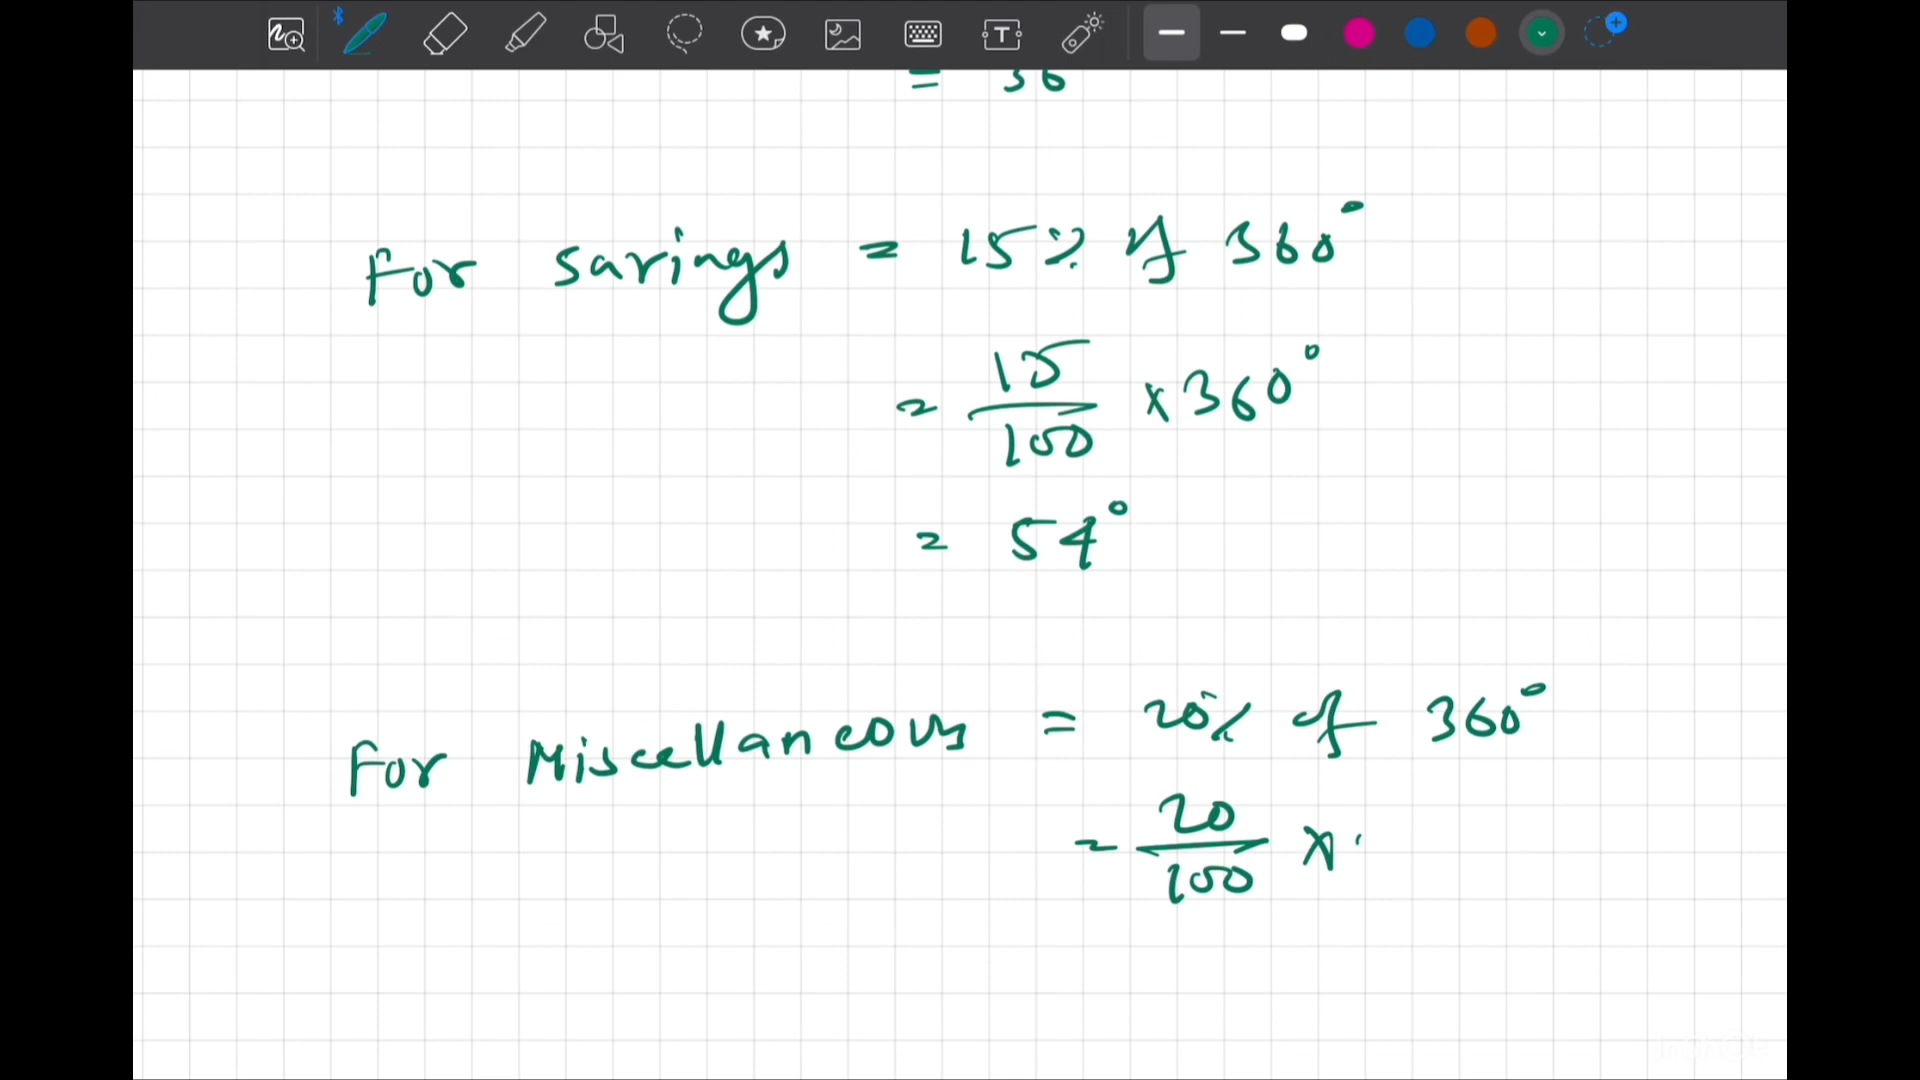 = 36
For savings = 15% of 360°
= 15/100 × 360°
= 54°
For Miscellaneous = 20% of 360°
= 20/100 ×